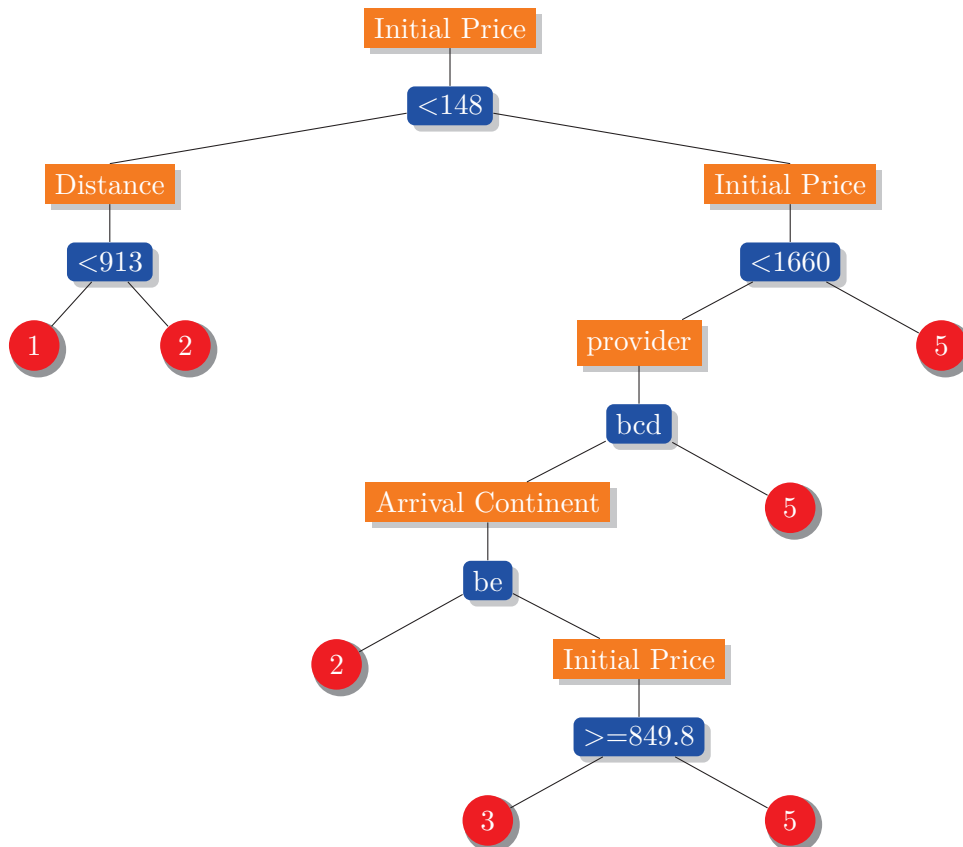 Initial Price
<148
Distance
Initial Price
<913
<1660
1
2
provider
5
bcd
Arrival Continent
5
be
2
Initial Price
>=849.8
3
5